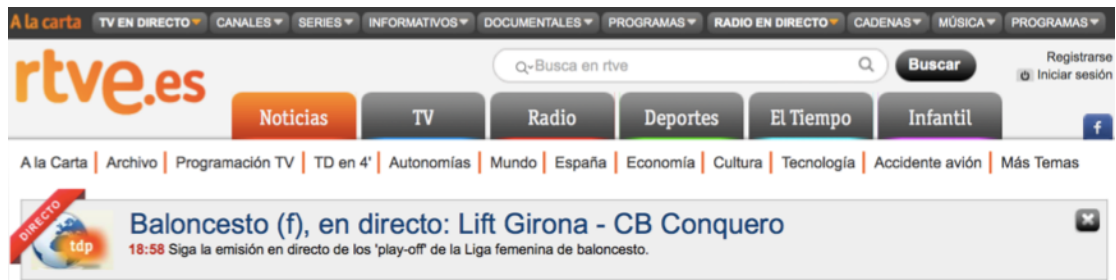 A la carta TV EN DIRECTO CANALES SERIES INFORMATIVOS DOCUMENTALES PROGRAMAS RADIO EN DIRECTO CADENAS MÚSICA PROGRAMAS
rtve.es Busca en rtve Buscar Registrarse
Iniciar sesión
Noticias TV Radio Deportes El Tiempo Infantil f
A la Carta | Archivo | Programación TV | TD en 4' | Autonomías | Mundo | España | Economía | Cultura | Tecnología | Accidente avión | Más Temas
DIRECTO
tdp
Baloncesto (f), en directo: Lift Girona - CB Conquero
18:58 Siga la emisión en directo de los 'play-off' de la Liga femenina de baloncesto.